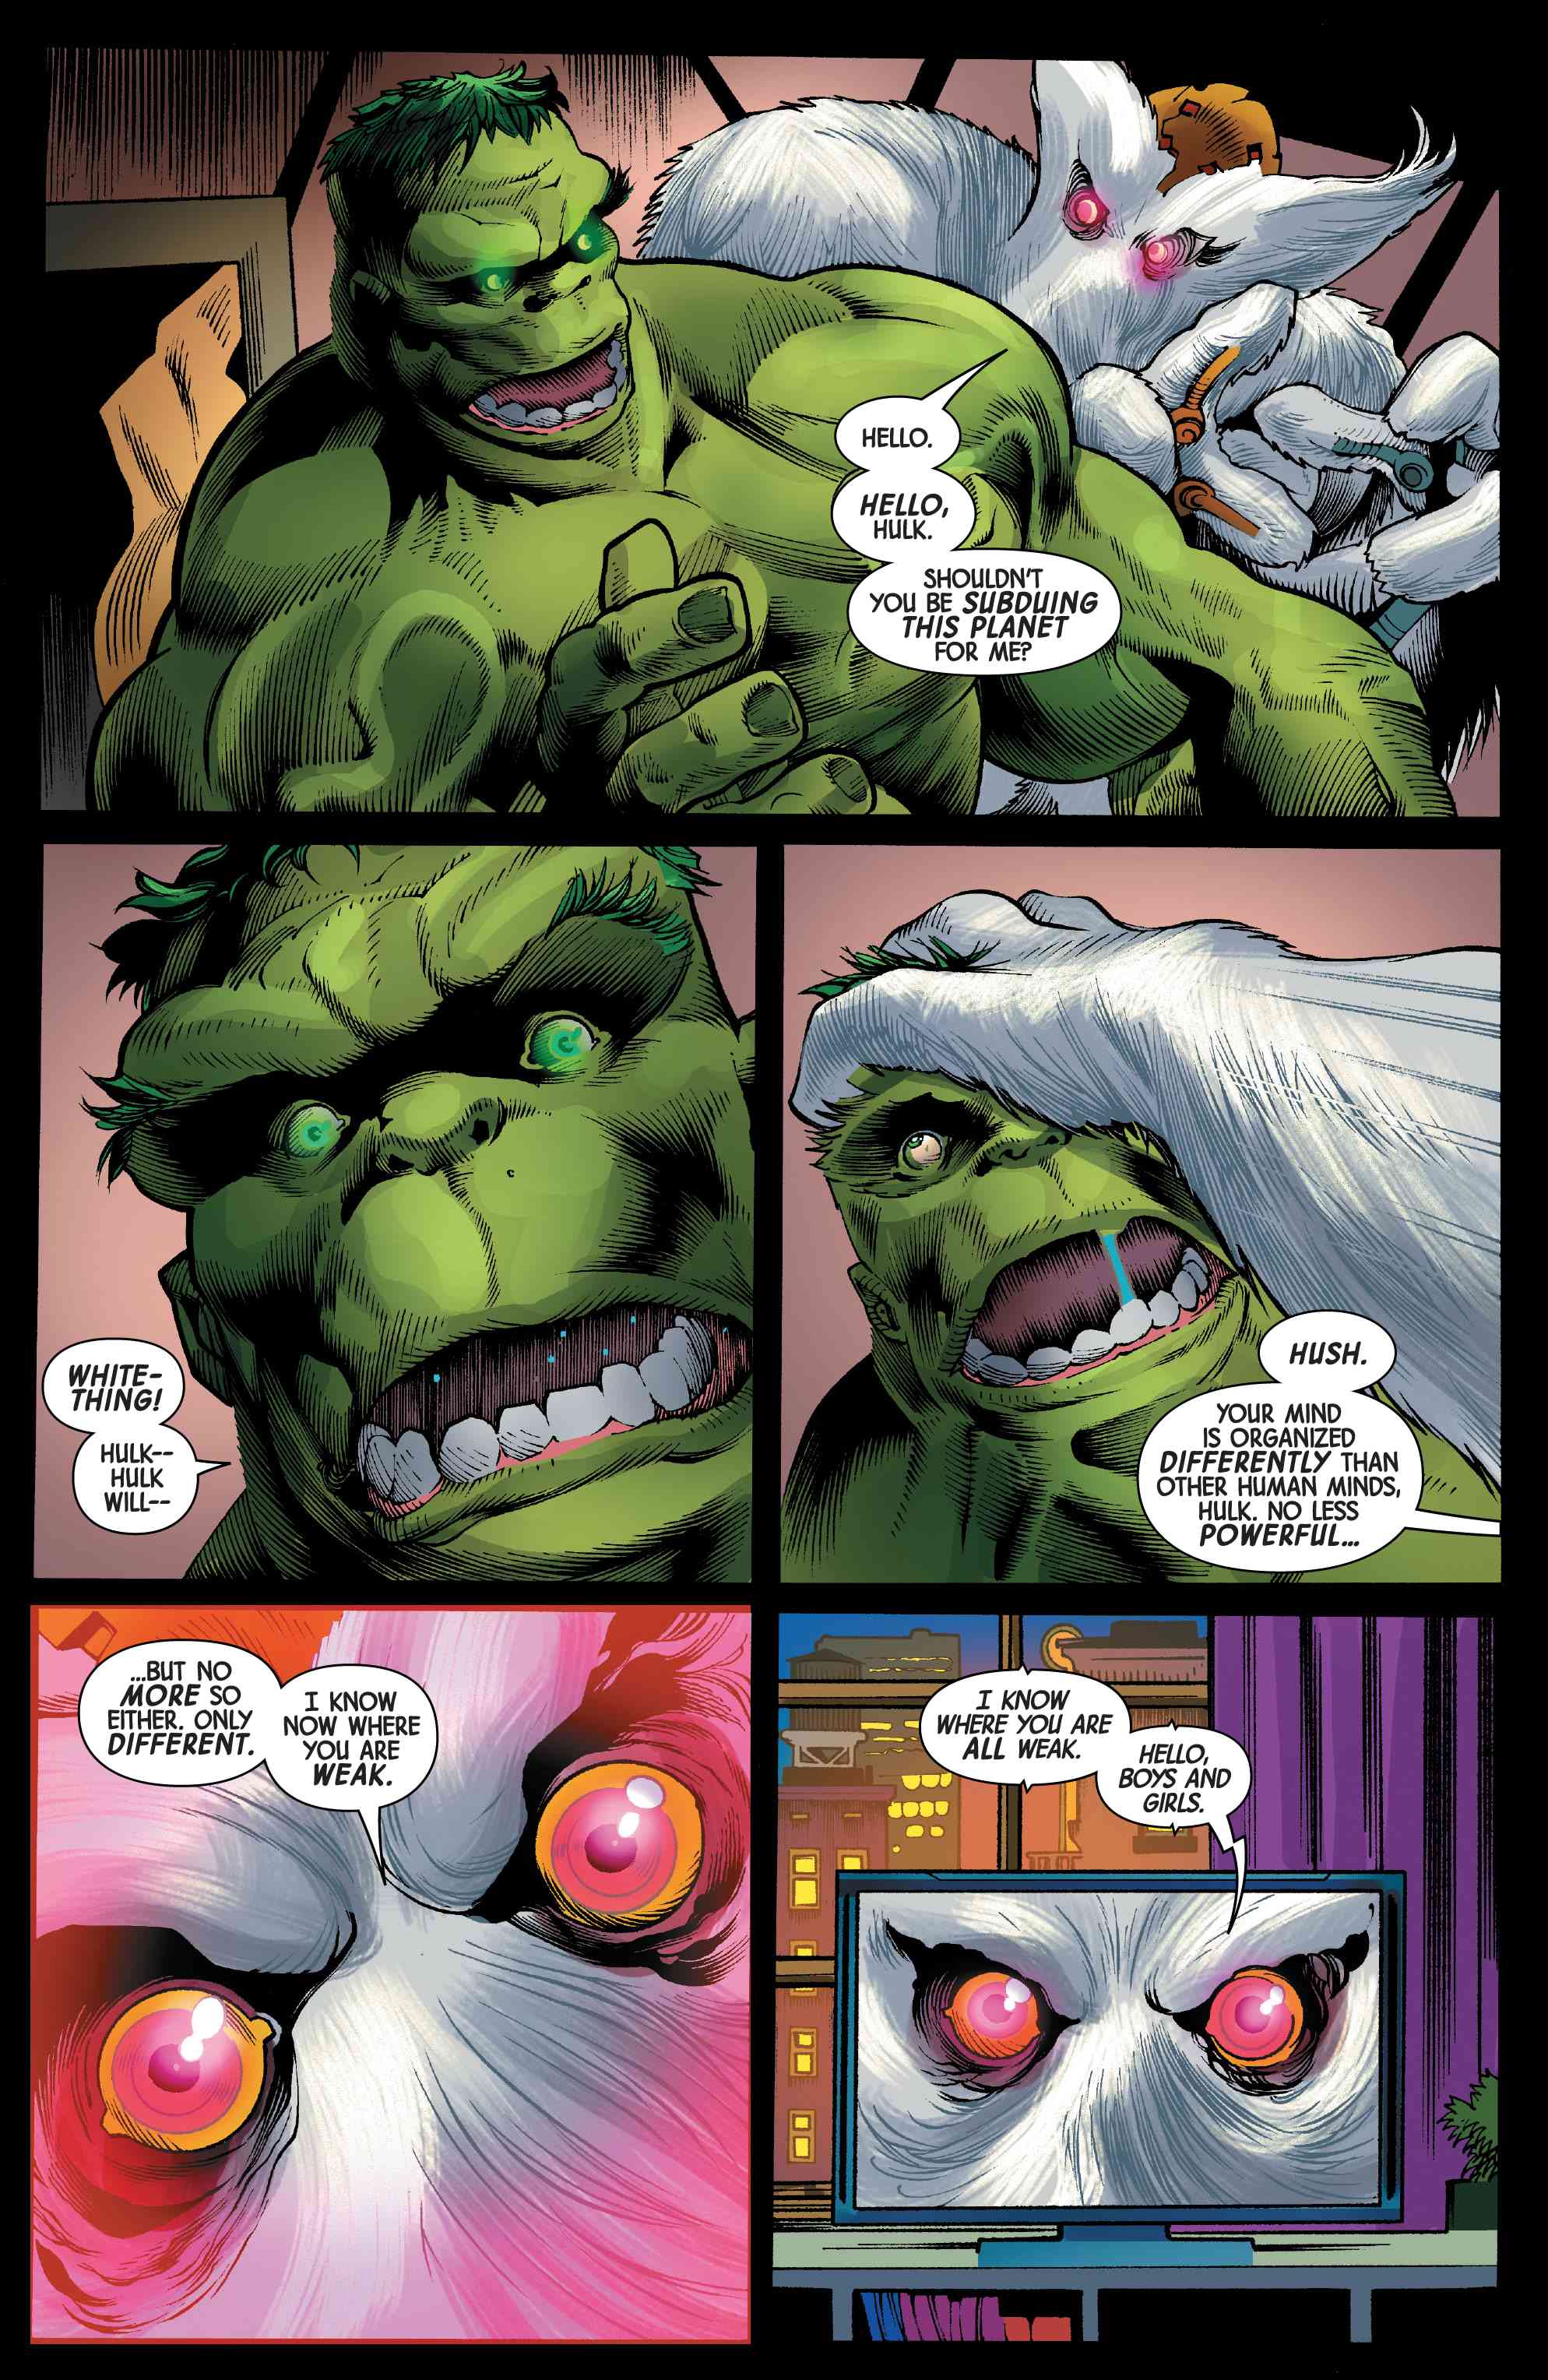 HELLO.
HELLO,
HULK.
SHOULDN'T
YOU BE SUBDUING
THIS PLANET
FOR ME?
WHITE-
THING!
HULK--
HULK
WILL--
HUSH.
YOUR MIND
IS ORGANIZED
DIFFERENTLY THAN
OTHER HUMAN MINDS,
HULK. NO LESS
POWERFUL...
...BUT NO
MORE SO
EITHER. ONLY
DIFFERENT.
I KNOW
NOW WHERE
YOU ARE
WEAK.
I KNOW
WHERE YOU ARE
ALL WEAK.
HELLO,
BOYS AND
GIRLS.